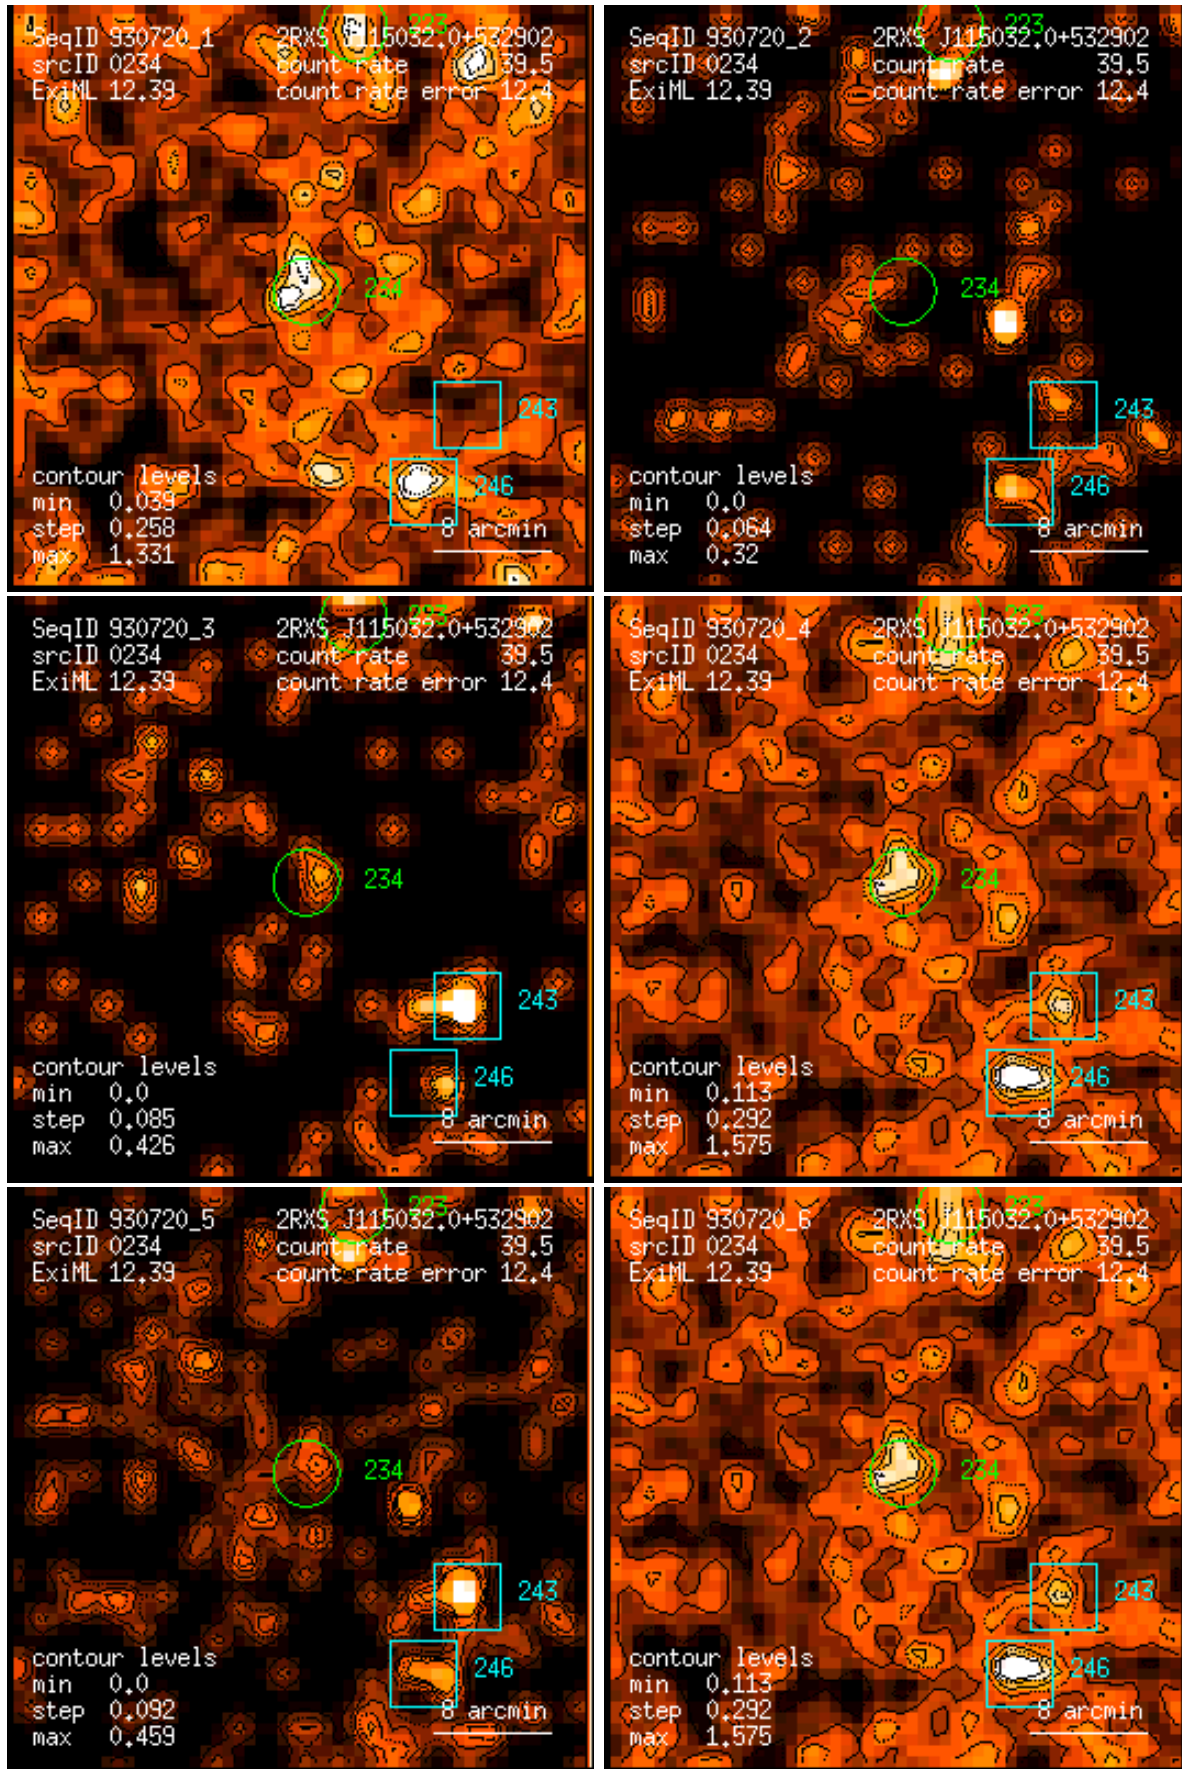 223
SeqID 930720_1 2RXS J115032.0+532902
srcID 0234 count rate 39.5
ExiML 12.39 count rate error 12.4
234
243
contour levels
246
min 0.039
step 0.258
8 arcmin
max 1.331
223
SeqID 930720_2 2RXS J115032.0+532902
srcID 0234 count rate 39.5
ExiML 12.39 count rate error 12.4
234
243
contour levels
246
min 0.0
step 0.064
8 arcmin
max 0.32
223
SeqID 930720_3 2RXS J115032.0+532902
srcID 0234 count rate 39.5
ExiML 12.39 count rate error 12.4
234
243
contour levels
246
min 0.0
step 0.085
8 arcmin
max 0.426
223
SeqID 930720_4 2RXS J115032.0+532902
srcID 0234 count rate 39.5
ExiML 12.39 count rate error 12.4
234
243
contour levels
246
min 0.113
step 0.292
8 arcmin
max 1.575
223
SeqID 930720_5 2RXS J115032.0+532902
srcID 0234 count rate 39.5
ExiML 12.39 count rate error 12.4
234
243
contour levels
246
min 0.0
step 0.092
8 arcmin
max 0.459
223
SeqID 930720_6 2RXS J115032.0+532902
srcID 0234 count rate 39.5
ExiML 12.39 count rate error 12.4
234
243
contour levels
246
min 0.113
step 0.292
8 arcmin
max 1.575